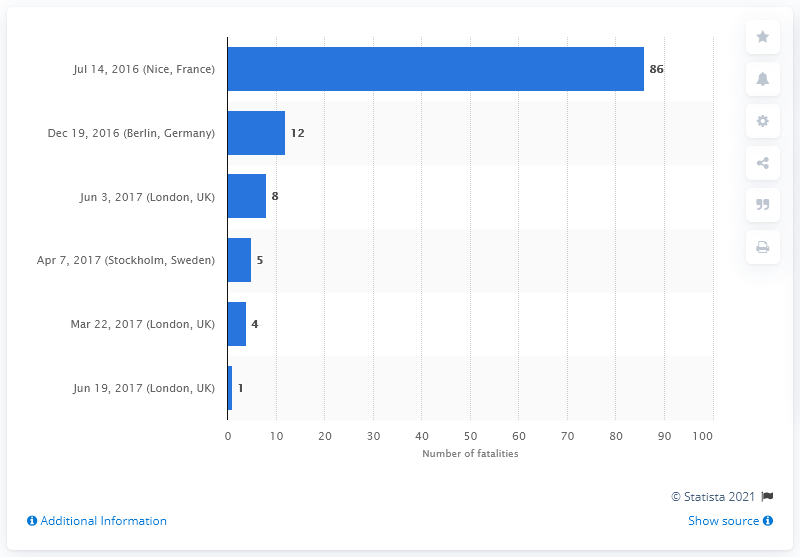 Jul 14, 2016 (Nice, France)
86
Dec 19, 2016 (Berlin, Germany)
12
Jun 3, 2017 (London, UK)
8
Apr 7, 2017 (Stockholm, Sweden)
5
Mar 22, 2017 (London, UK)
4
Jun 19, 2017 (London, UK)
1
0 10 20 30 40 50 60 70 80 90 100
Number of fatalities
© Statista 2021
Additional Information
Show source